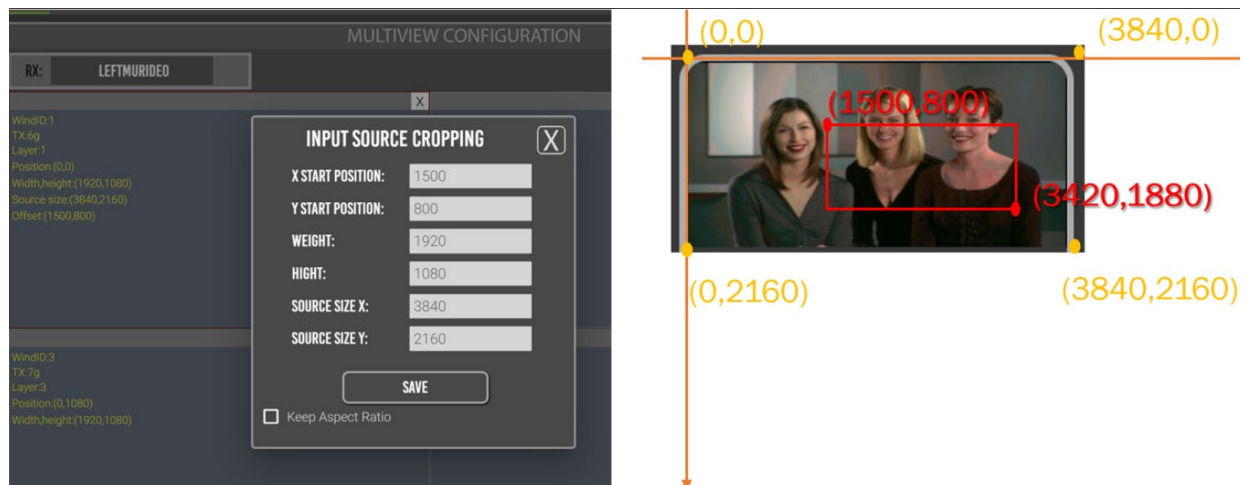 MULTIVIEW CONFIGURATION
RX: LEFTMURIDEO
X
WindID:1
TX:6g
Layer:1
Position:(0,0)
Width,height:(1920,1080)
Source size:(3840,2160)
Offset:(1500,800)
INPUT SOURCE CROPPING X
X START POSITION: 1500
Y START POSITION: 800
WEIGHT: 1920
HIGHT: 1080
SOURCE SIZE X: 3840
SOURCE SIZE Y: 2160
SAVE
Keep Aspect Ratio
WindID:3
TX:7g
Layer:3
Position:(0,1080)
Width,height:(1920,1080)
(0,0)
(3840,0)
(1500,800)
(3420,1880)
(0,2160)
(3840,2160)